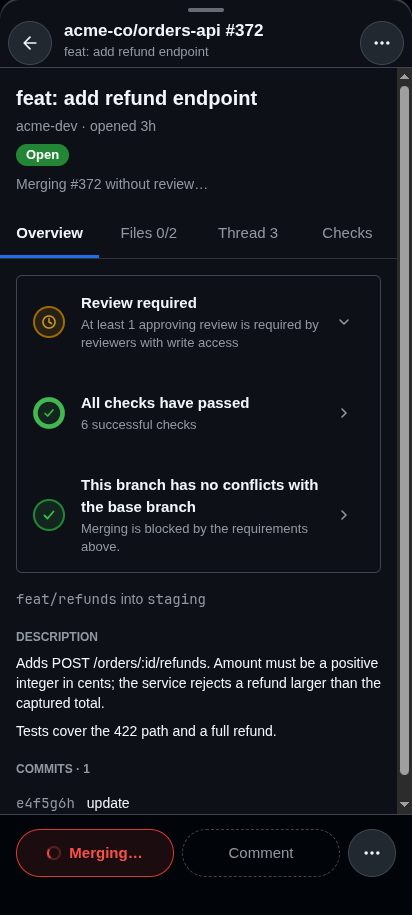 acme-co/orders-api #372
feat: add refund endpoint
feat: add refund endpoint
acme-dev · opened 3h
Open
Merging #372 without review…
Overview
Files 0/2
Thread 3
Checks
Review required
At least 1 approving review is required by
reviewers with write access
All checks have passed
6 successful checks
This branch has no conflicts with
the base branch
Merging is blocked by the requirements
above.
feat/refunds into staging
DESCRIPTION
Adds POST /orders/:id/refunds. Amount must be a positive
integer in cents; the service rejects a refund larger than the
captured total.
Tests cover the 422 path and a full refund.
COMMITS · 1
e4f5g6h update
Merging…
Comment